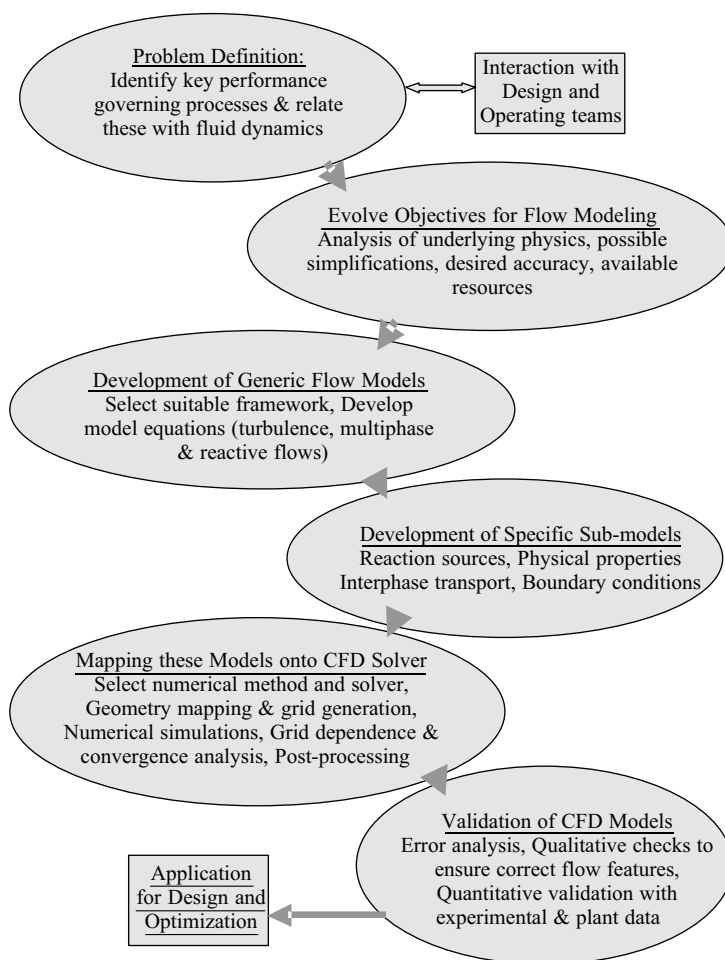 Problem Definition:
Identify key performance
governing processes & relate
these with fluid dynamics
Interaction with
Design and
Operating teams
Evolve Objectives for Flow Modeling
Analysis of underlying physics, possible
simplifications, desired accuracy, available
resources
Development of Generic Flow Models
Select suitable framework, Develop
model equations (turbulence, multiphase
& reactive flows)
Development of Specific Sub-models
Reaction sources, Physical properties
Interphase transport, Boundary conditions
Mapping these Models onto CFD Solver
Select numerical method and solver,
Geometry mapping & grid generation,
Numerical simulations, Grid dependence &
convergence analysis, Post-processing
Validation of CFD Models
Error analysis, Qualitative checks to
ensure correct flow features,
Quantitative validation with
experimental & plant data
Application
for Design and
Optimization